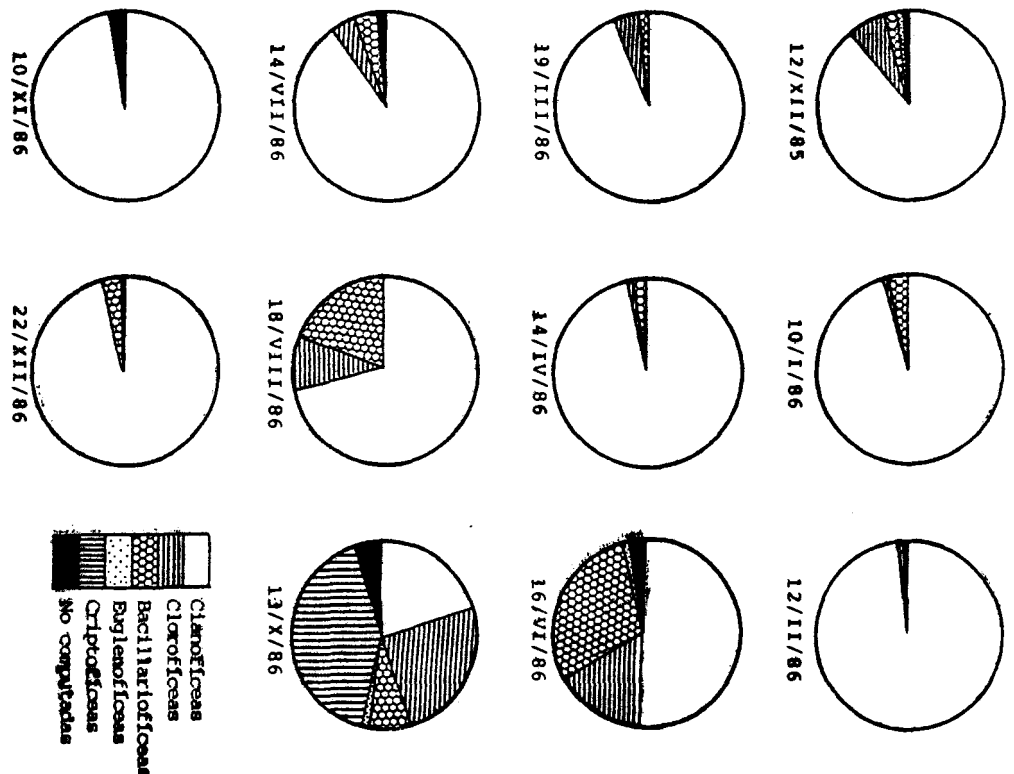 12/XII/85
10/I/86
12/II/86
19/III/86
14/IV/86
16/VI/86
14/VII/86
18/VIII/86
13/X/86
10/XI/86
22/XII/86
Cianofíceas
Clorofíceas
Bacillariofíceas
Euglenofíceas
Criptofíceas
No computadas